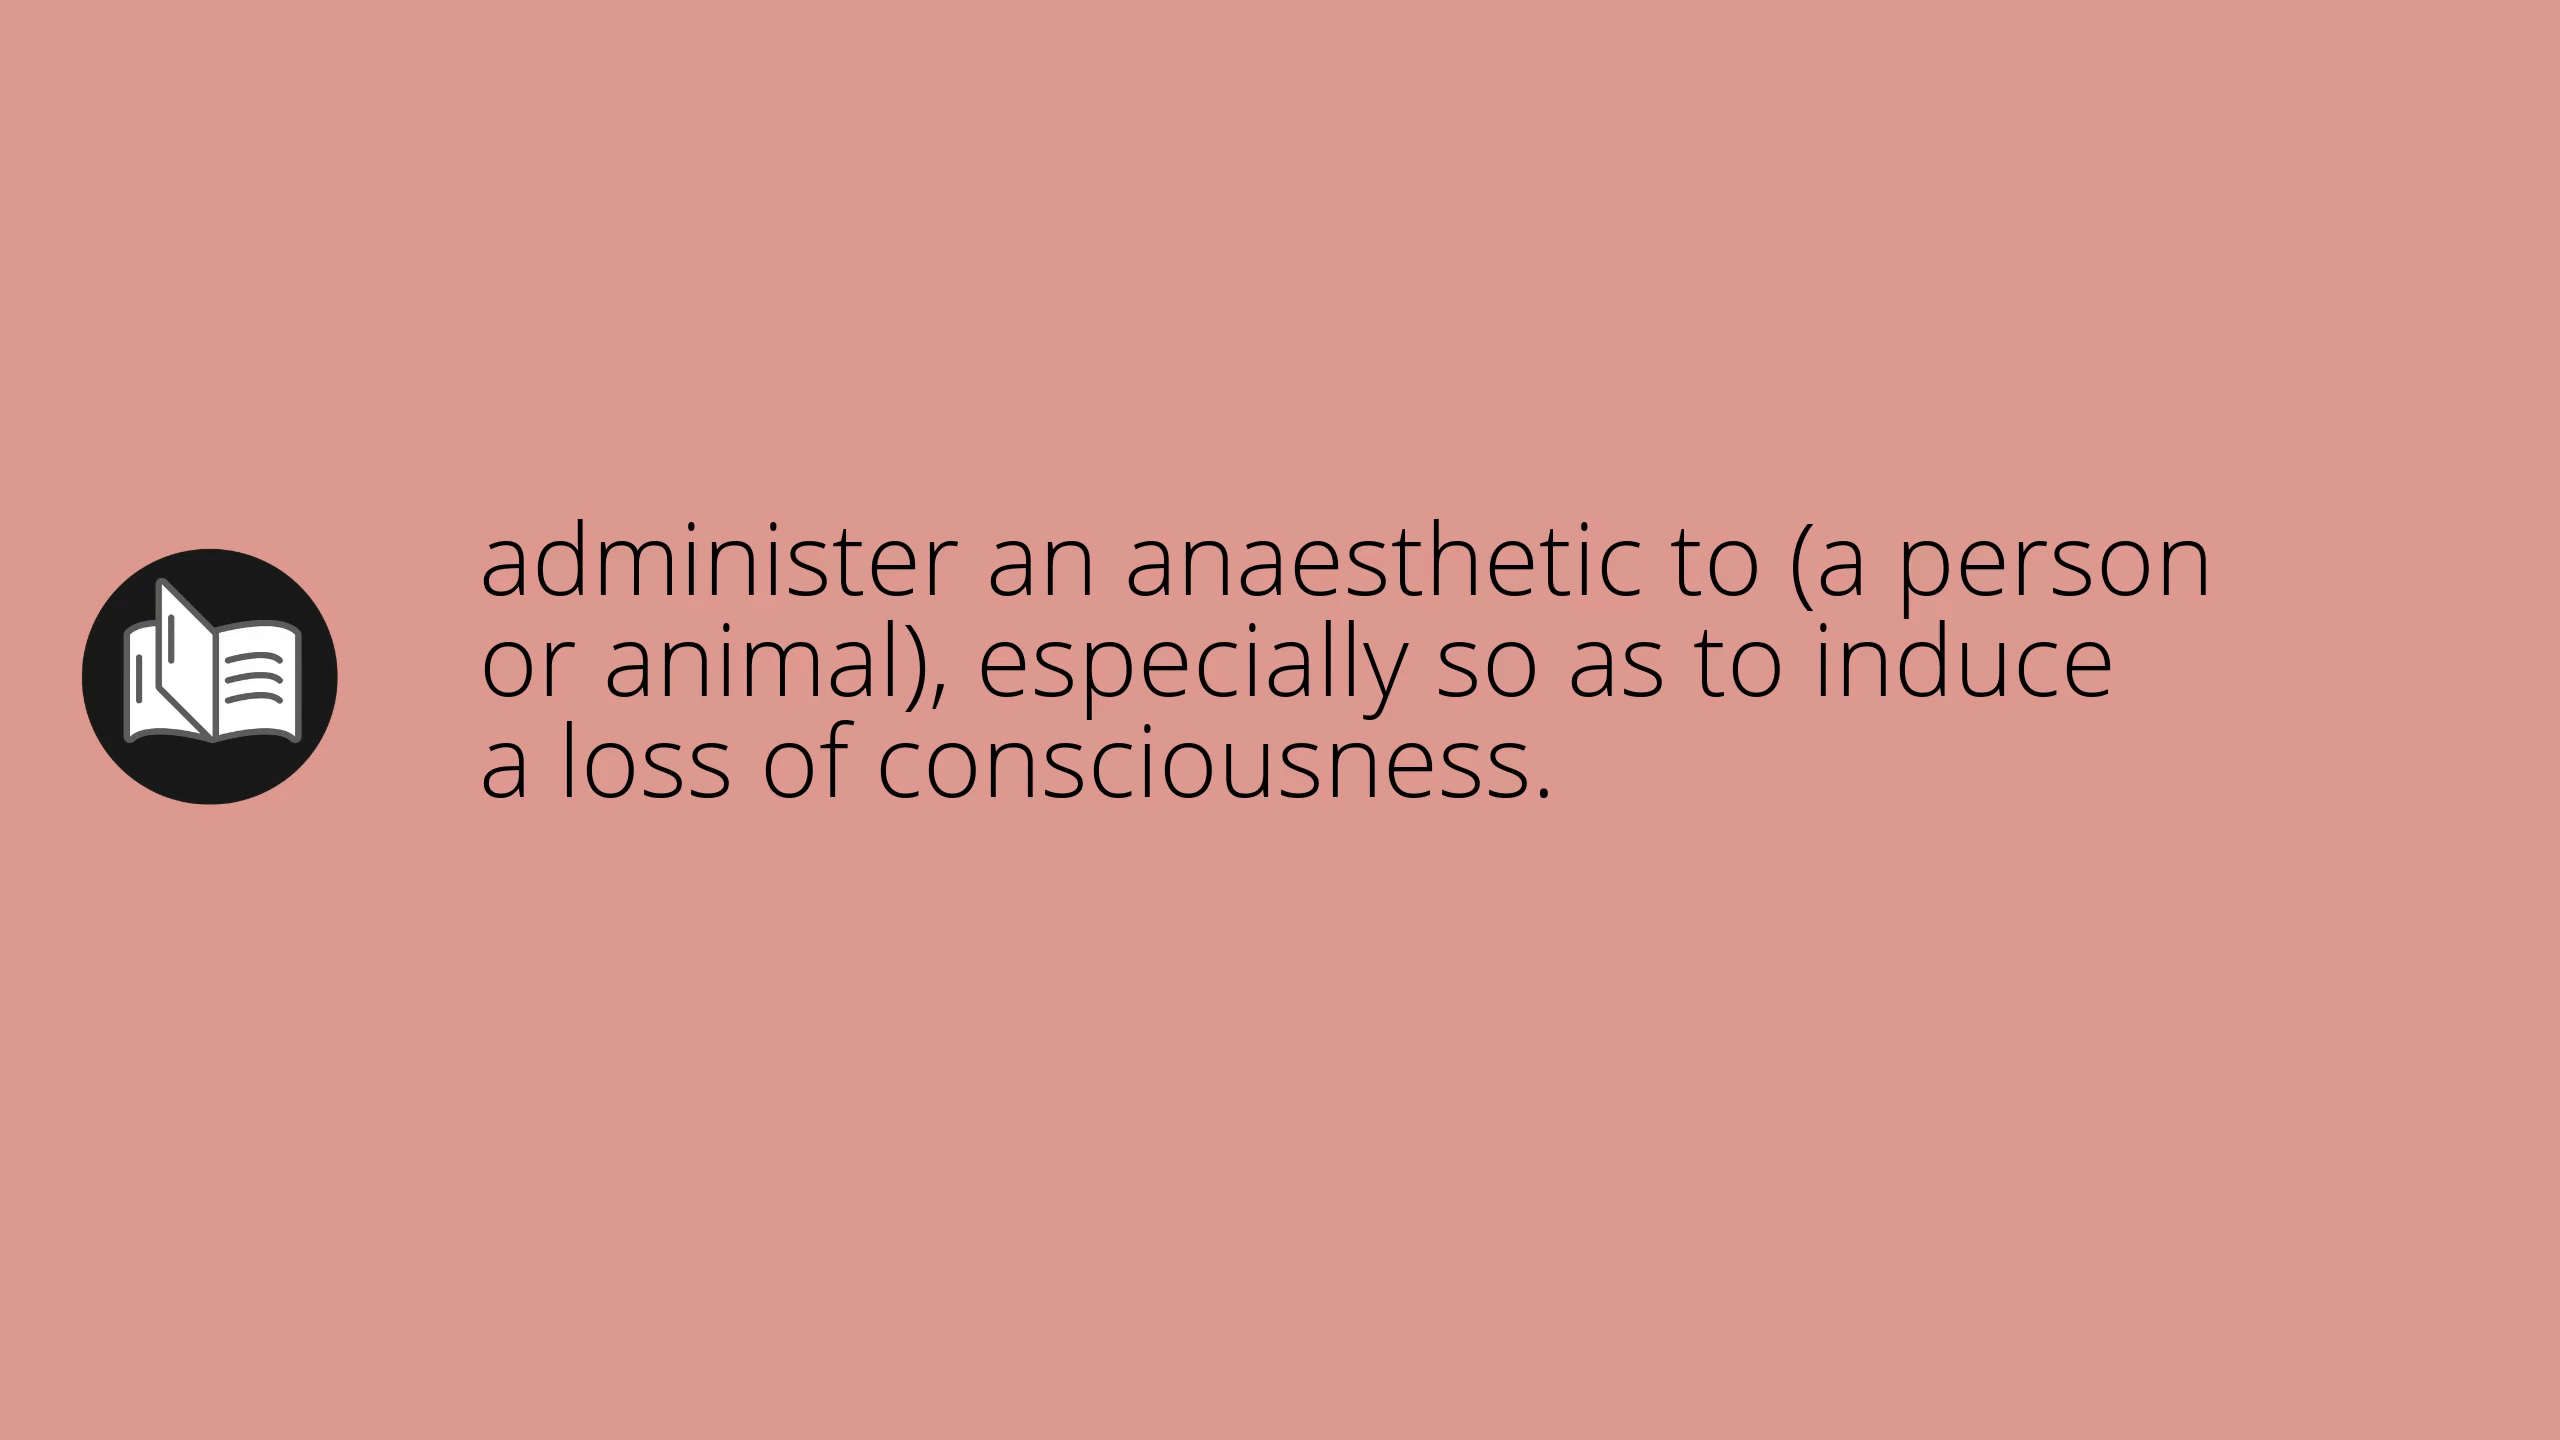 administer an anaesthetic to (a person
or animal), especially so as to induce
a loss of consciousness.